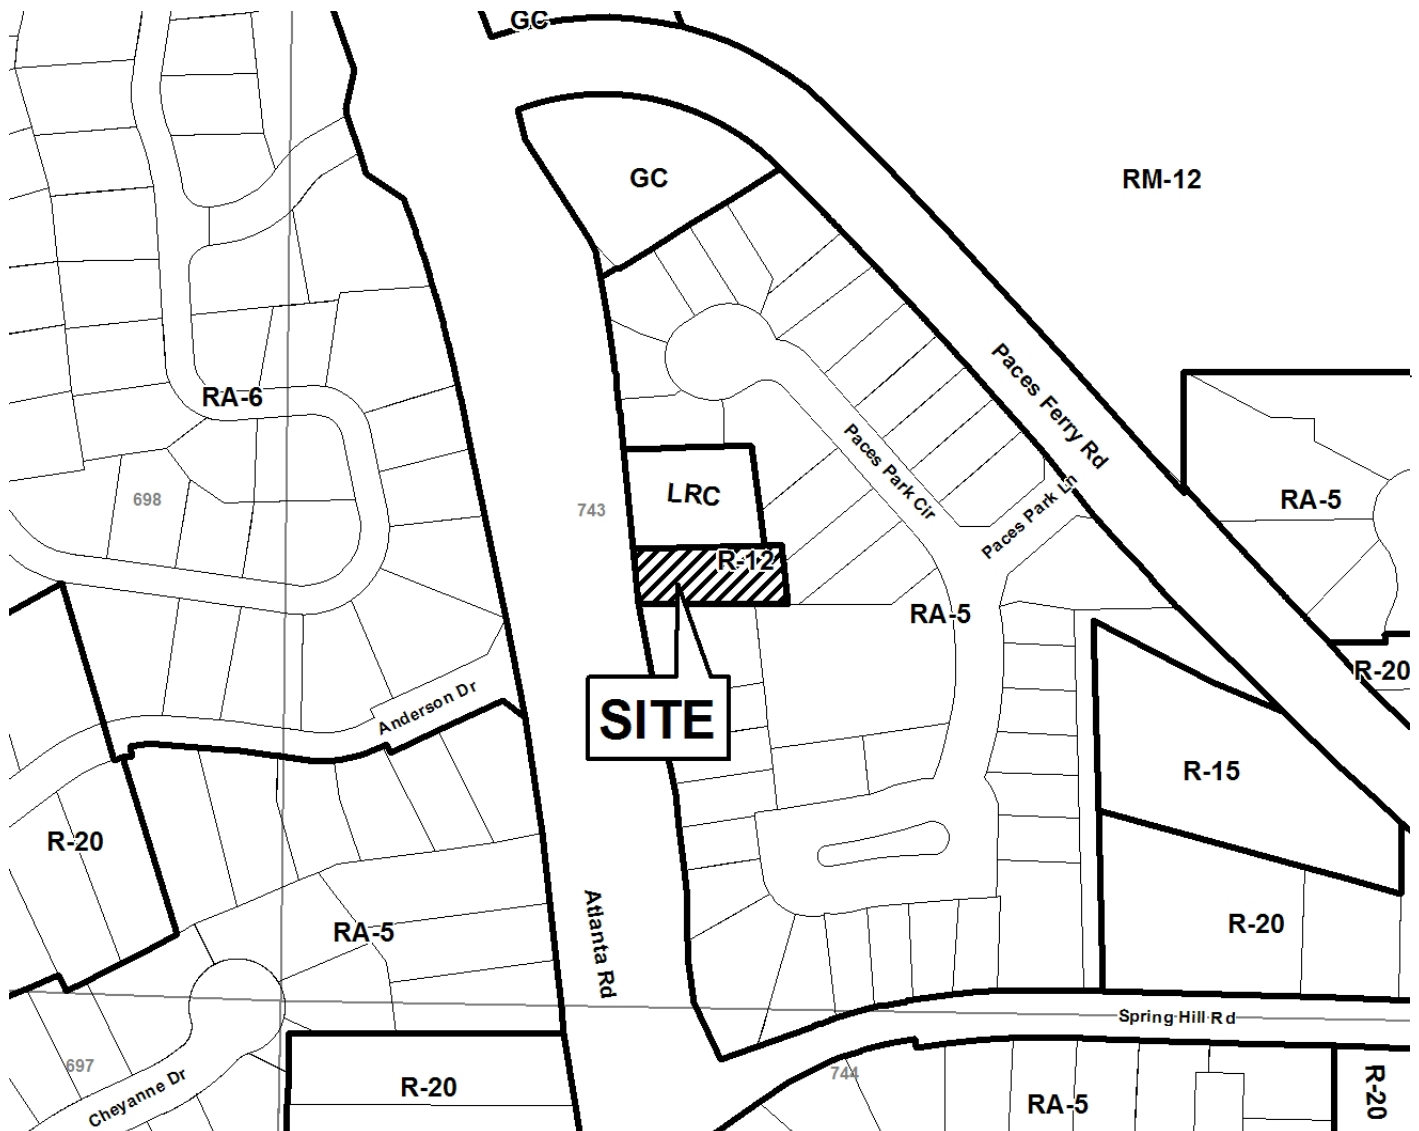 GC
GC
RM-12
Paces Ferry Rd
RA-6
Paces Park Cir
LRC
698
743
RA-5
Paces Park Ln
R-12
RA-5
R-20
Anderson Dr
SITE
R-15
R-20
Atlanta Rd
RA-5
R-20
Spring Hill Rd
697
744
Cheyanne Dr
R-20
RA-5
R-20